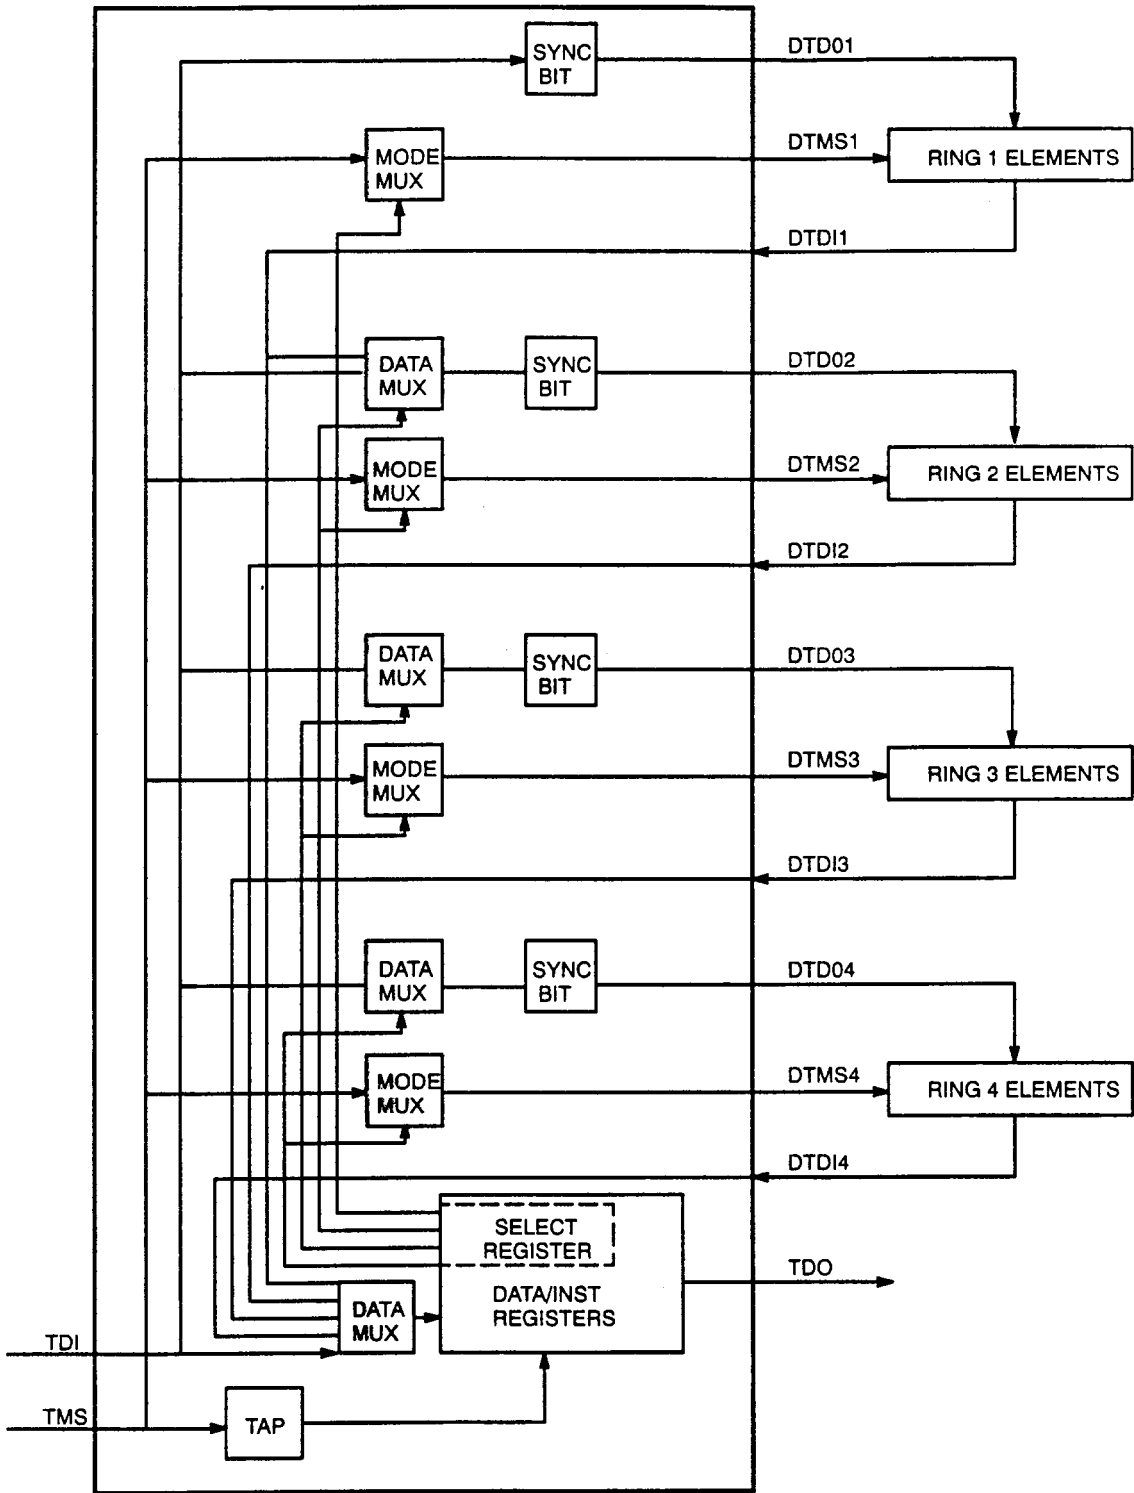 SYNC
BIT
DTD01
MODE
MUX
DTMS1
RING 1 ELEMENTS
DTDI1
DATA
MUX
SYNC
BIT
DTD02
MODE
MUX
DTMS2
RING 2 ELEMENTS
DTDI2
DATA
MUX
SYNC
BIT
DTD03
MODE
MUX
DTMS3
RING 3 ELEMENTS
DTDI3
DATA
MUX
SYNC
BIT
DTD04
MODE
MUX
DTMS4
RING 4 ELEMENTS
DTDI4
SELECT
REGISTER
DATA/INST
REGISTERS
TDO
DATA
MUX
TDI
TMS
TAP